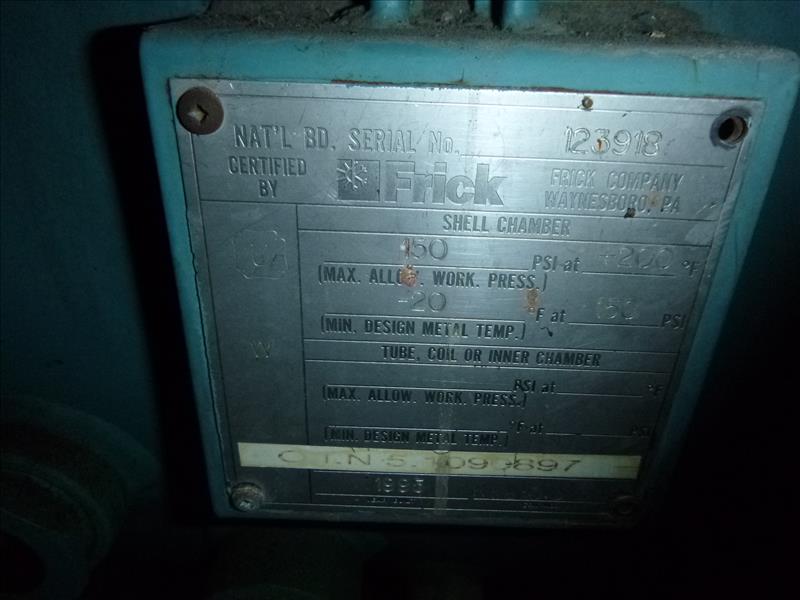 NAT'L BD. SERIAL No. 123918
CERTIFIED BY
Frick
FRICK COMPANY
WAYNESBORO, PA
SHELL CHAMBER
150 PSI at +200 °F
(MAX. ALLOW. WORK. PRESS.)
-20 °F at 150 PSI
(MIN. DESIGN METAL TEMP.)
W
TUBE, COIL OR INNER CHAMBER
PSI at °F
(MAX. ALLOW. WORK. PRESS.)
°F at PSI
(MIN. DESIGN METAL TEMP.)
1995